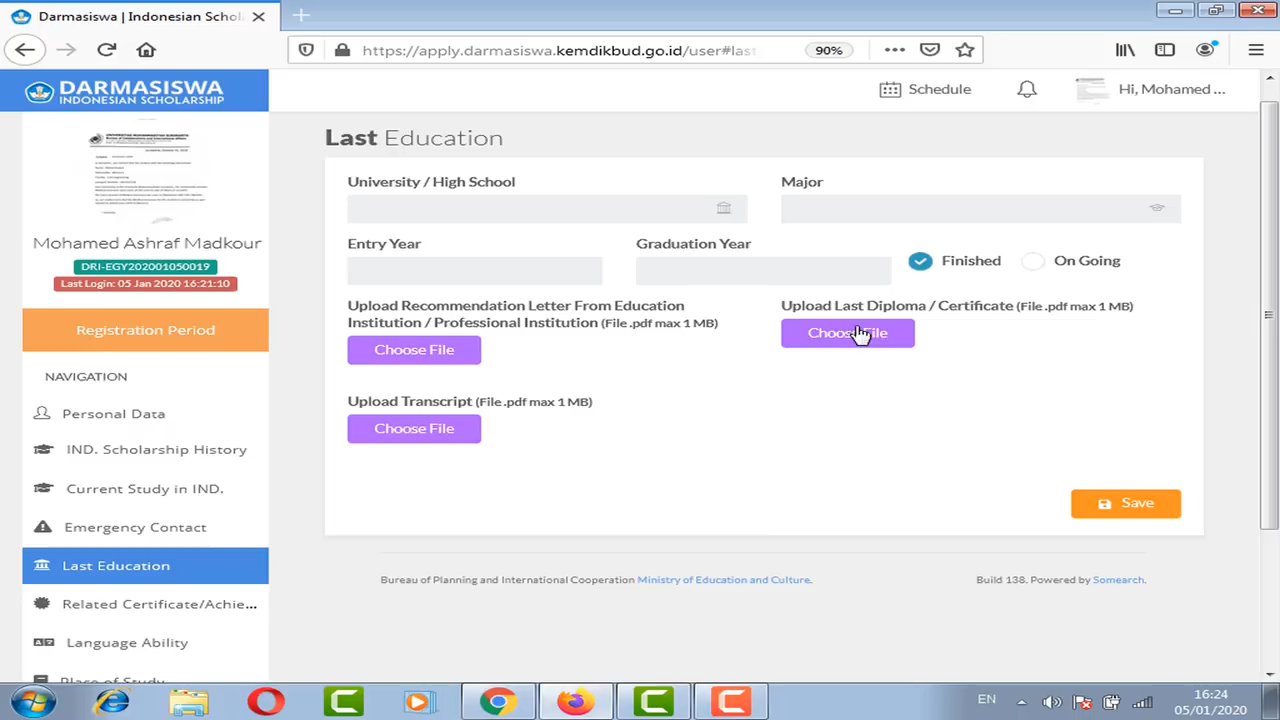 Darmasiswa | Indonesian Schol
https://apply.darmasiswa.kemdikbud.go.id/user#las
90%
DARMASISWA
INDONESIAN SCHOLARSHIP
Schedule
Hi, Mohamed ...
Mohamed Ashraf Madkour
DRI-EGY202001050019
Last Login: 05 Jan 2020 16:21:10
Registration Period
NAVIGATION
Personal Data
IND. Scholarship History
Current Study in IND.
Emergency Contact
Last Education
Related Certificate/Achie...
Language Ability
Place of Study
Last Education
University / High School
Major
Entry Year
Graduation Year
Finished
On Going
Upload Recommendation Letter From Education
Institution / Professional Institution (File .pdf max 1 MB)
Choose File
Upload Last Diploma / Certificate (File .pdf max 1 MB)
Choose File
Upload Transcript (File .pdf max 1 MB)
Choose File
Save
Bureau of Planning and International Cooperation Ministry of Education and Culture.
Build 138. Powered by Somearch.
EN
16:24
05/01/2020